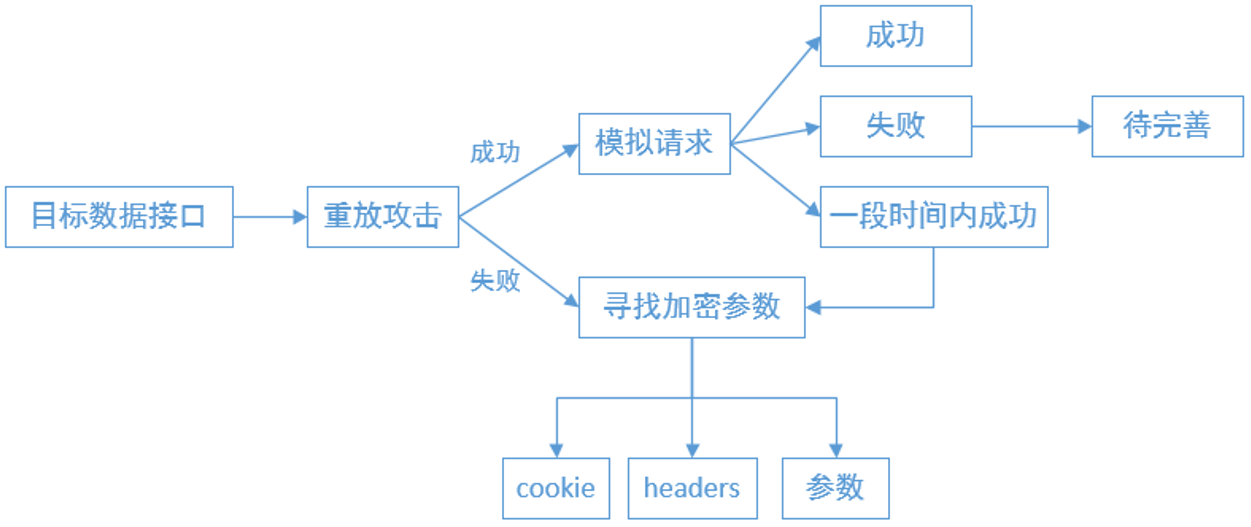 成功
失败
待完善
模拟请求
成功
目标数据接口
重放攻击
一段时间内成功
失败
寻找加密参数
cookie
headers
参数